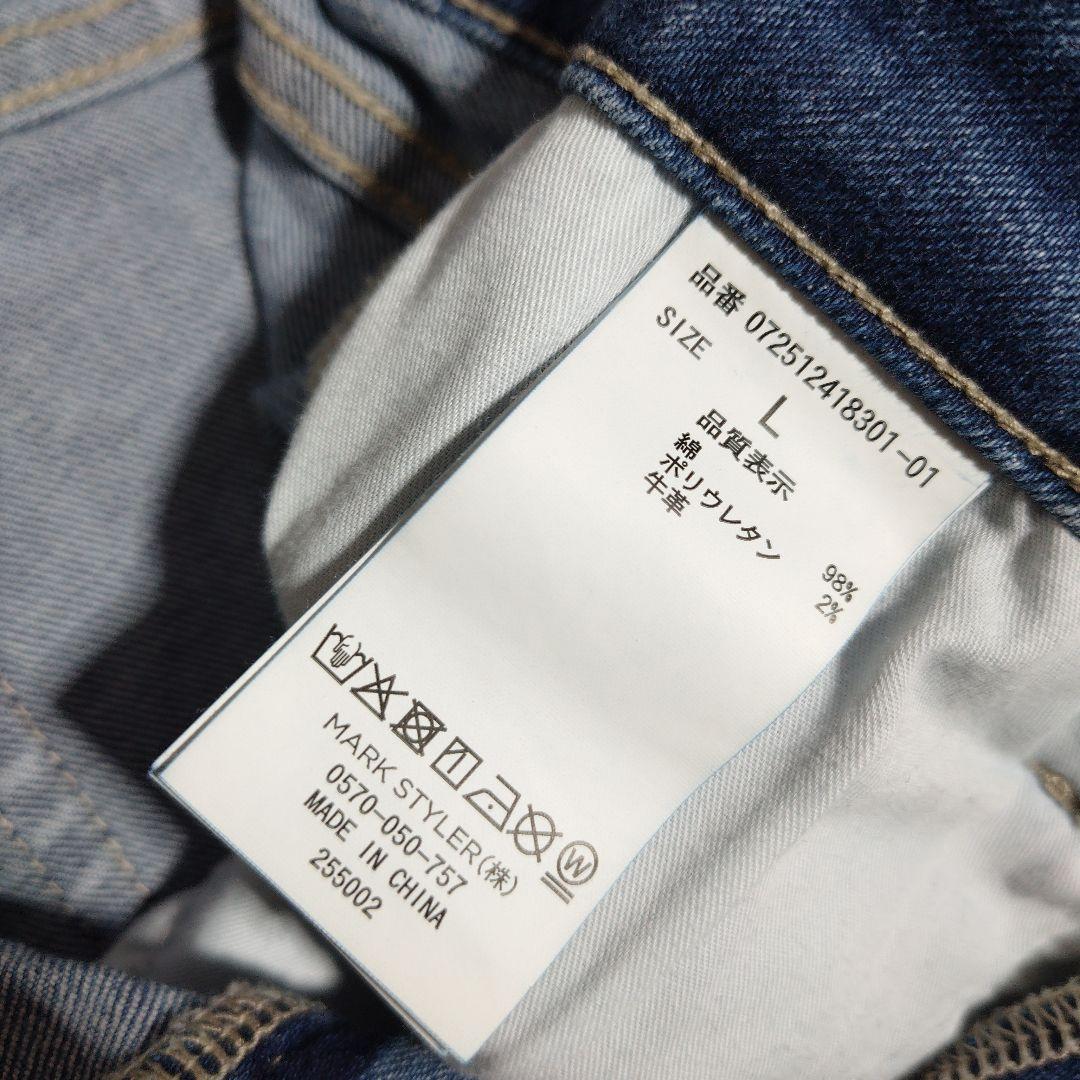 品番 072512418301-01
SIZE L
品質表示
綿 98%
ポリウレタン 2%
牛革
W
MARK STYLER(株)
0570-050-757
MADE IN CHINA
255002